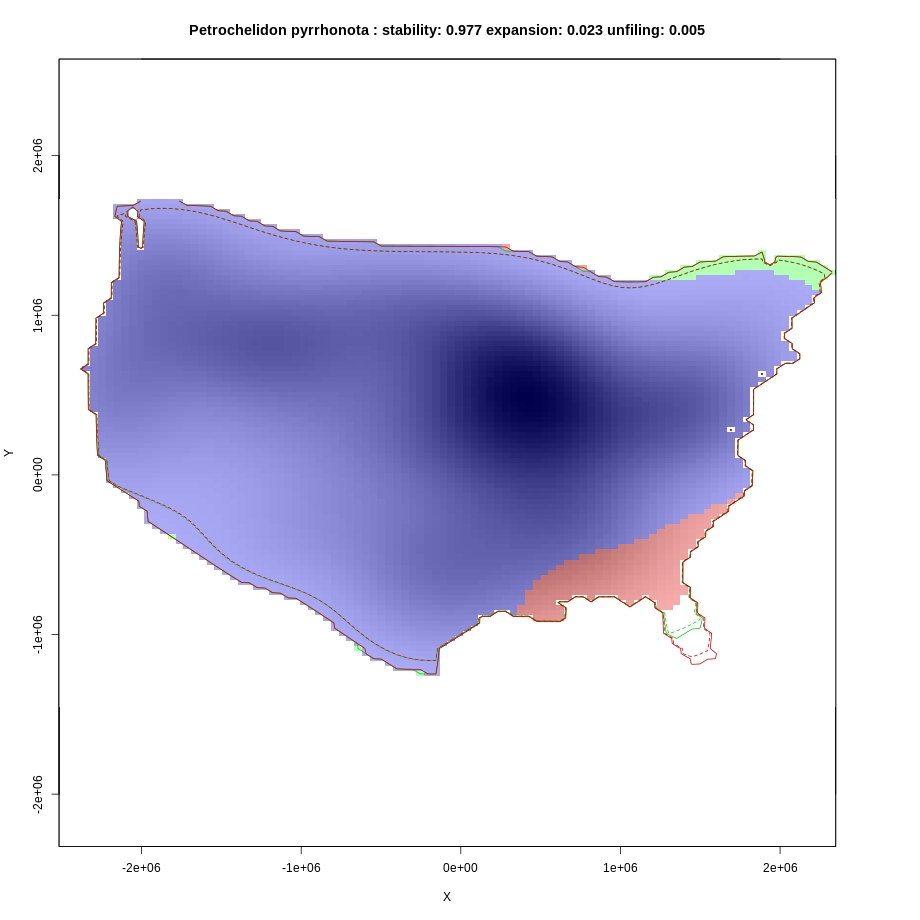 Petrochelidon pyrrhonota : stability: 0.977 expansion: 0.023 unfiling: 0.005
2e+06
1e+06
Y
0e+00
-1e+06
-2e+06
-2e+06 -1e+06 0e+00 1e+06 2e+06
X